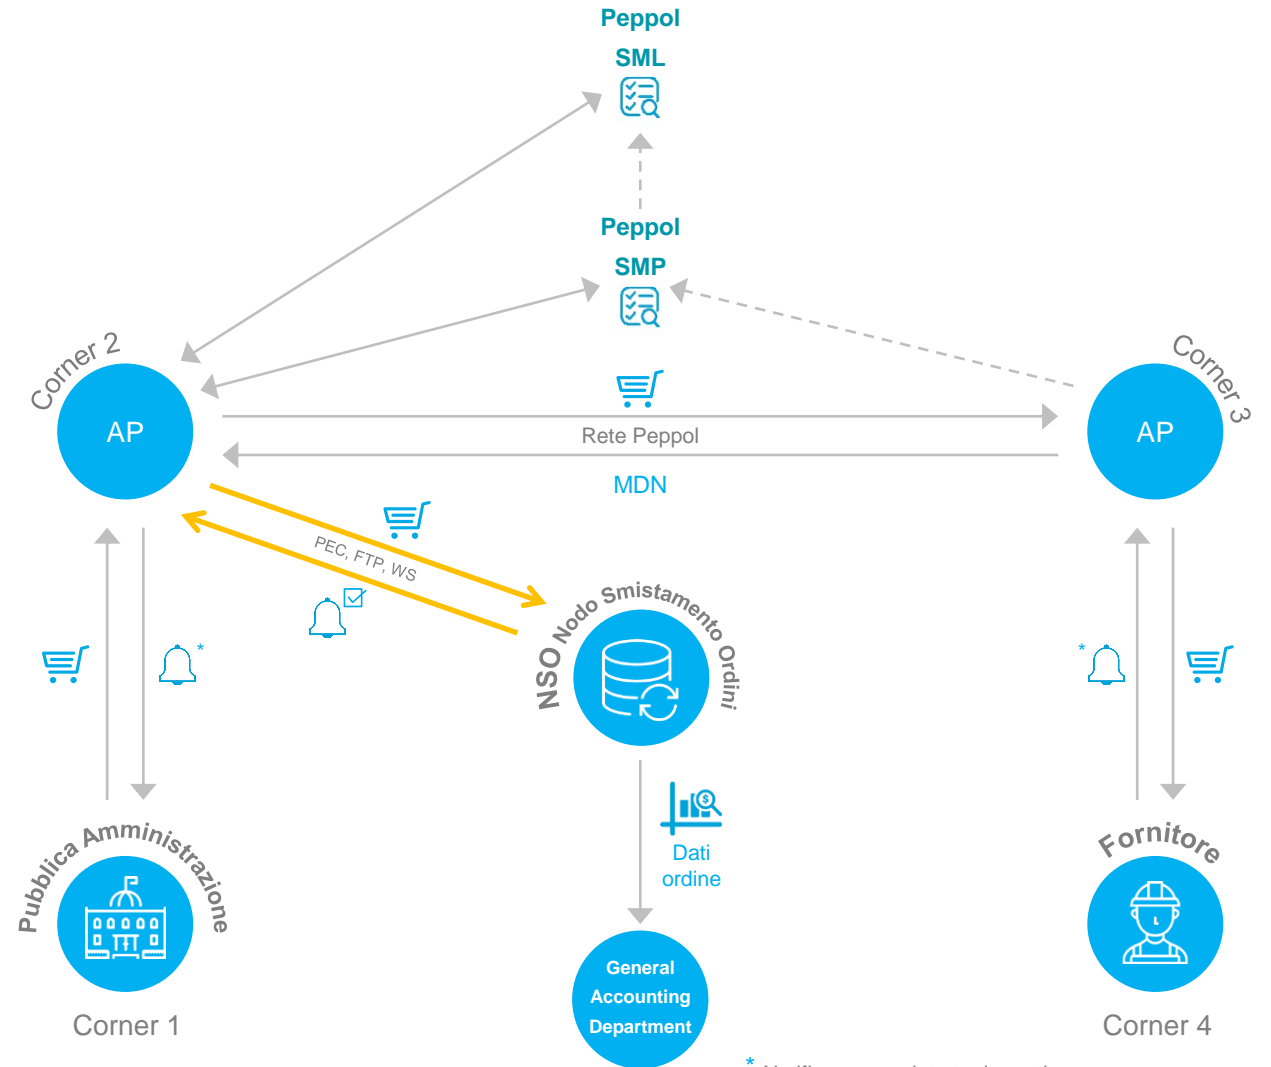 Peppol
SML
Peppol
SMP
Corner 2
Corner 3
AP
AP
Rete Peppol
MDN
PEC, FTP, WS
NSO Nodo Smistamento Ordini
*
*
Dati
ordine
Pubblica Amministrazione
Fornitore
General
Accounting
Department
Corner 1
Corner 4
*